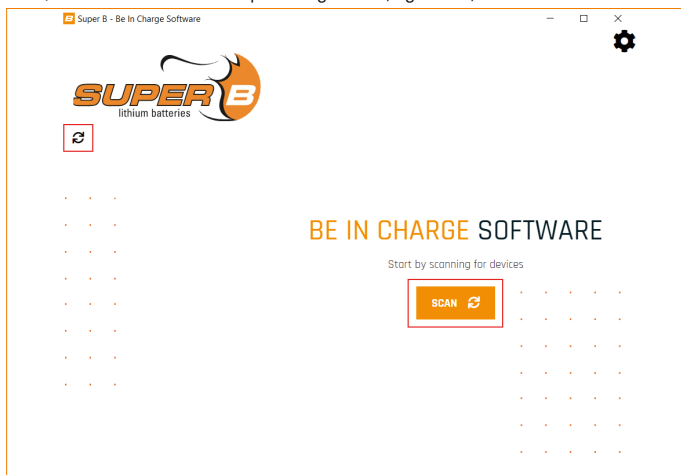 Super B - Be In Charge Software
SUPER B
lithium batteries
BE IN CHARGE SOFTWARE
Start by scanning for devices
SCAN